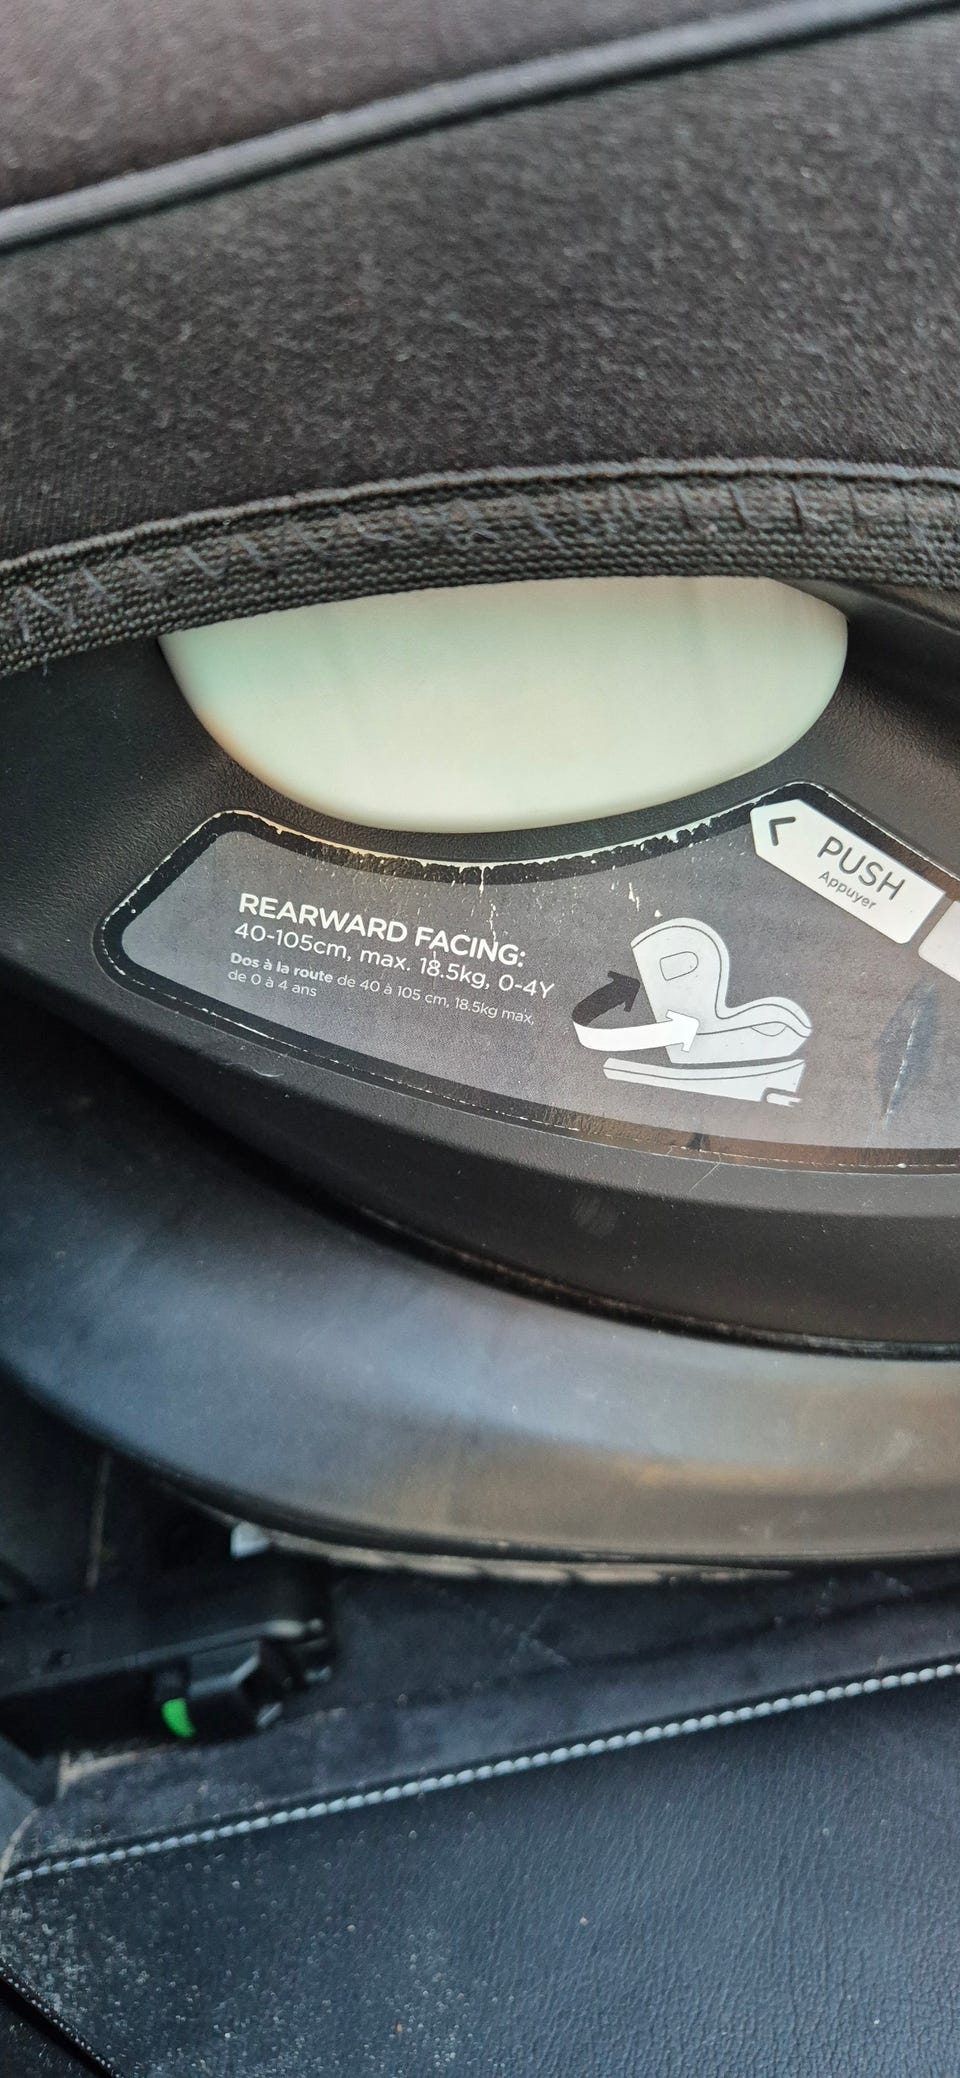 REARWARD FACING:
40-105cm, max. 18.5kg, 0-4Y
Dos à la route de 40 à 105 cm, 18.5kg max,
de 0 à 4 ans
PUSH
Appuyer